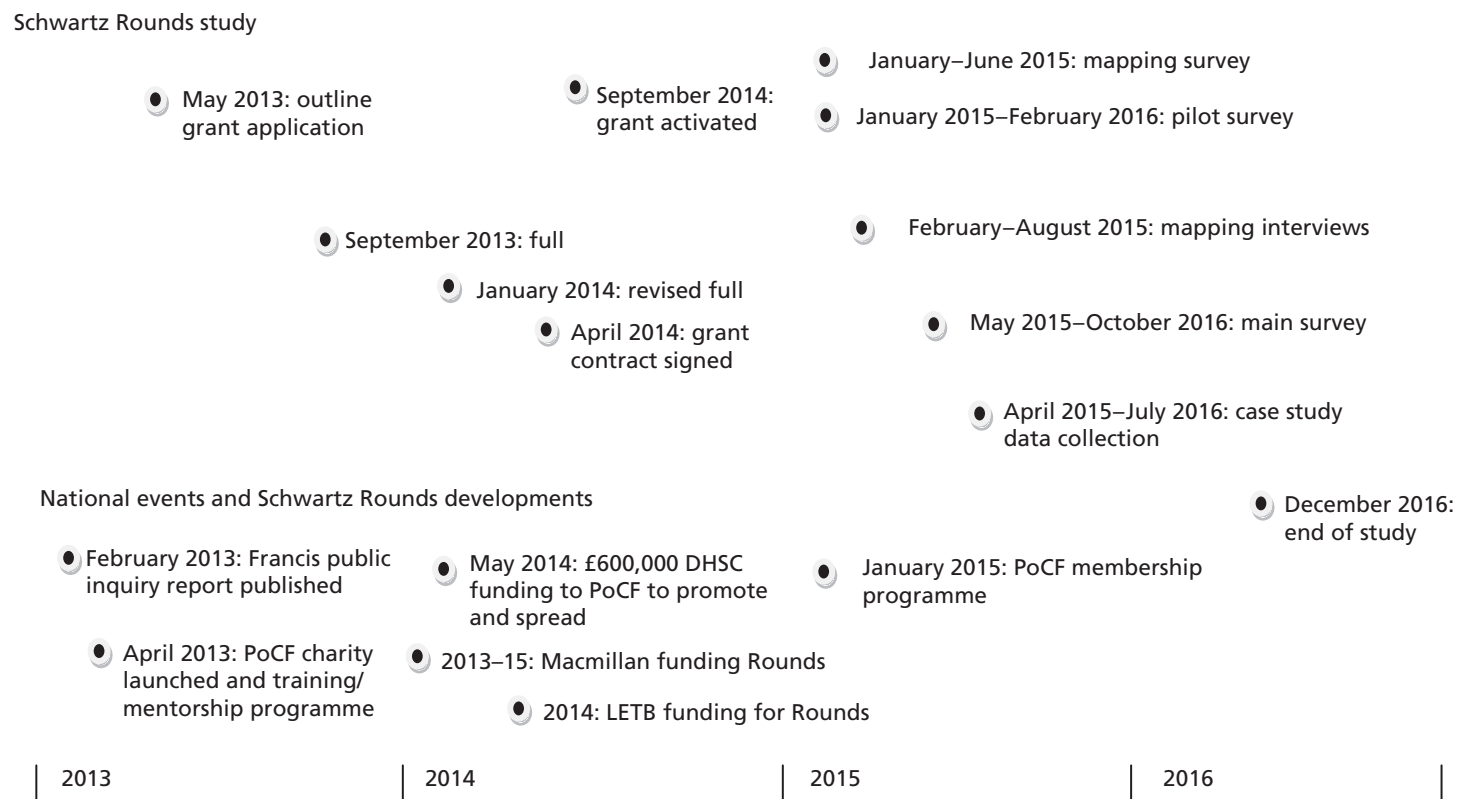 Schwartz Rounds study
May 2013: outline
grant application
September 2014:
grant activated
January–June 2015: mapping survey
January 2015–February 2016: pilot survey
September 2013: full
January 2014: revised full
April 2014: grant
contract signed
February–August 2015: mapping interviews
May 2015–October 2016: main survey
April 2015–July 2016: case study
data collection
December 2016:
end of study
National events and Schwartz Rounds developments
February 2013: Francis public
inquiry report published
April 2013: PoCF charity
launched and training/
mentorship programme
May 2014: £600,000 DHSC
funding to PoCF to promote
and spread
2013–15: Macmillan funding Rounds
2014: LETB funding for Rounds
January 2015: PoCF membership
programme
2013
2014
2015
2016